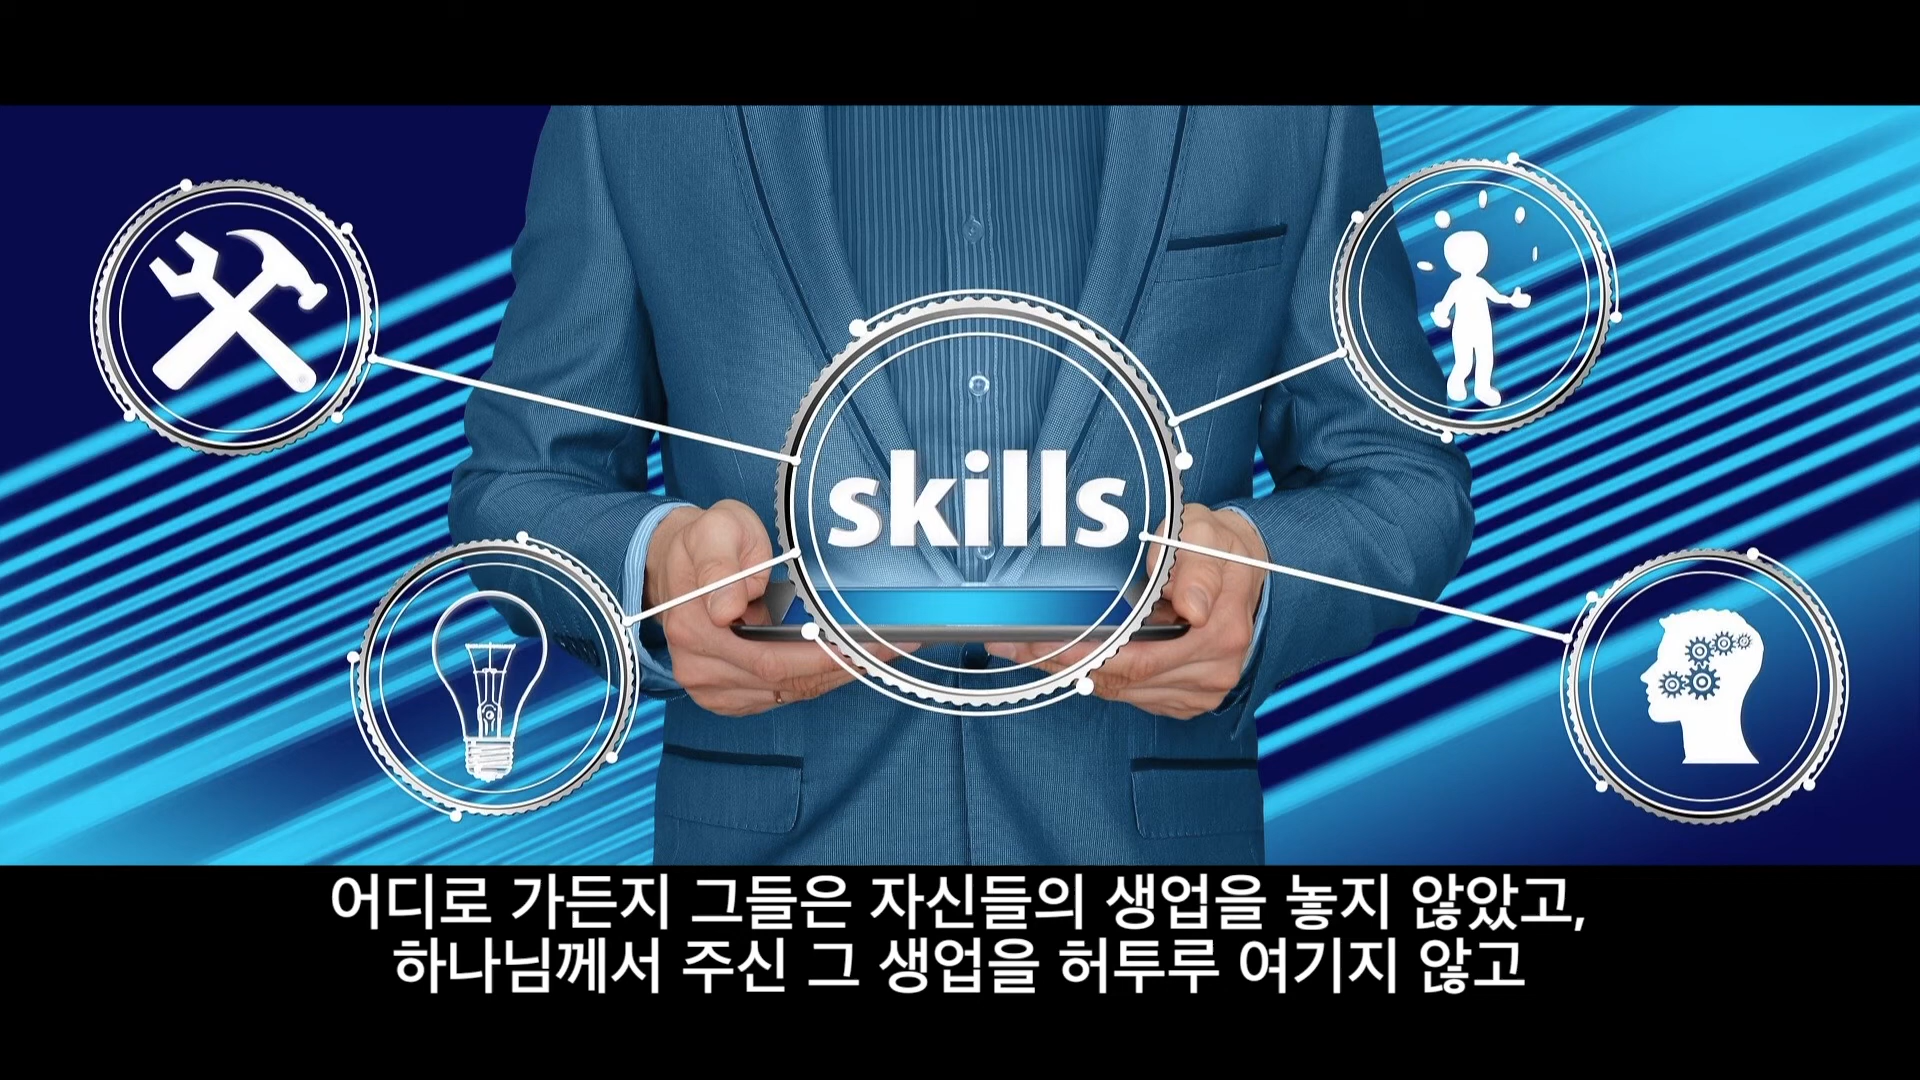 skills
어디로 가든지 그들은 자신들의 생업을 놓지 않았고,
하나님께서 주신 그 생업을 허투루 여기지 않고